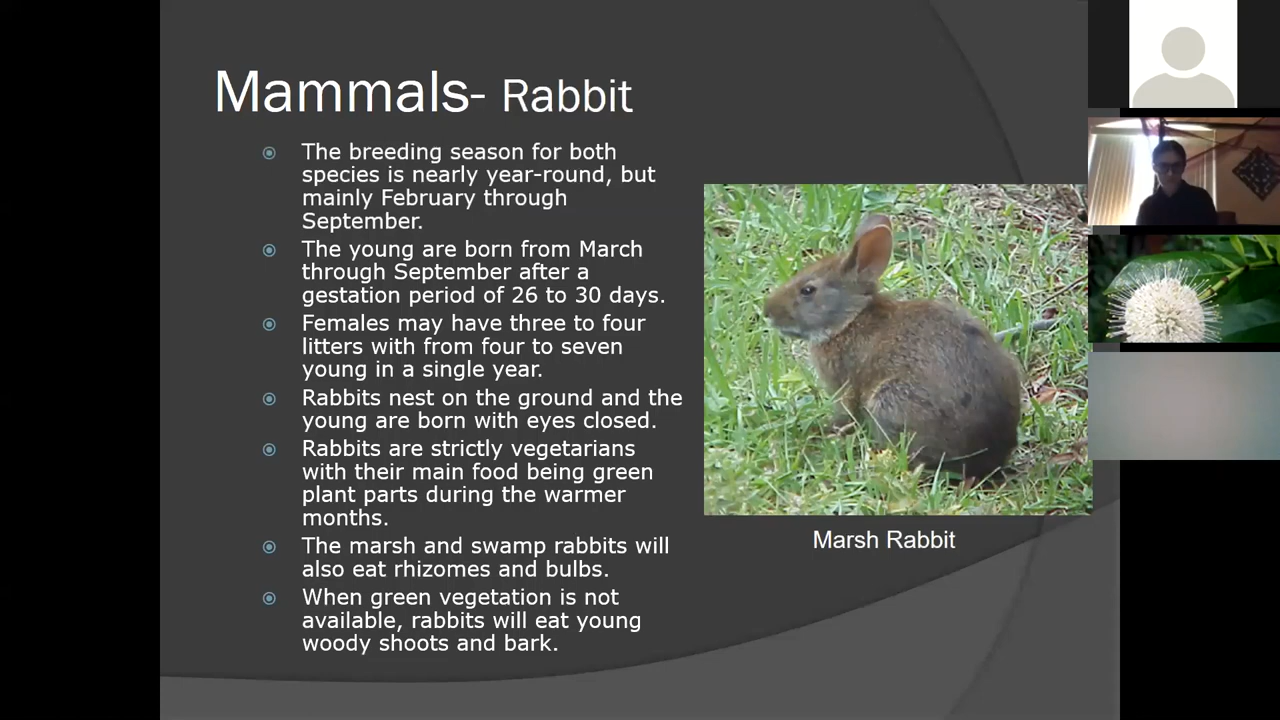 Mammals- Rabbit
The breeding season for both
species is nearly year-round, but
mainly February through
September.
The young are born from March
through September after a
gestation period of 26 to 30 days.
Females may have three to four
litters with from four to seven
young in a single year.
Rabbits nest on the ground and the
young are born with eyes closed.
Rabbits are strictly vegetarians
with their main food being green
plant parts during the warmer
months.
The marsh and swamp rabbits will
also eat rhizomes and bulbs.
When green vegetation is not
available, rabbits will eat young
woody shoots and bark.
Marsh Rabbit